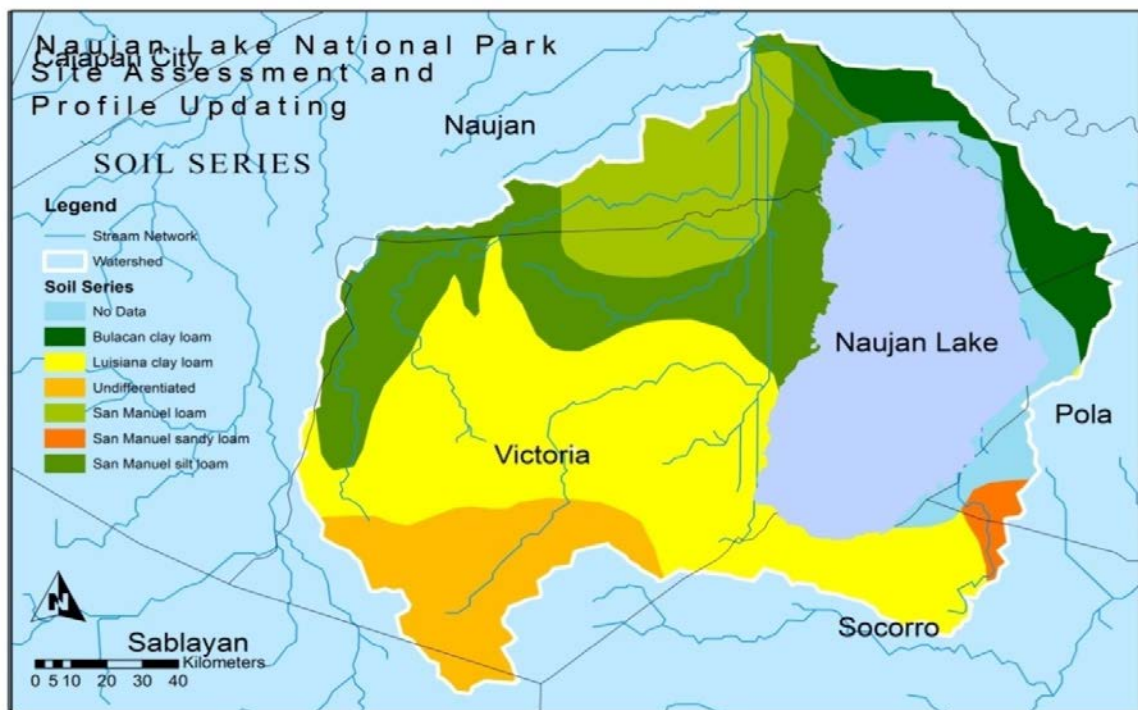 Naujan Lake National Park
Calapan City
Site Assessment and
Profile Updating
Naujan
SOIL SERIES
Legend
Stream Network
Watershed
Soil Series
No Data
Bulacan clay loam
Luisiana clay loam
Undifferentiated
San Manuel loam
San Manuel sandy loam
San Manuel silt loam
Naujan Lake
Pola
Victoria
Socorro
N
Sablayan
Kilometers
0 5 10 20 30 40